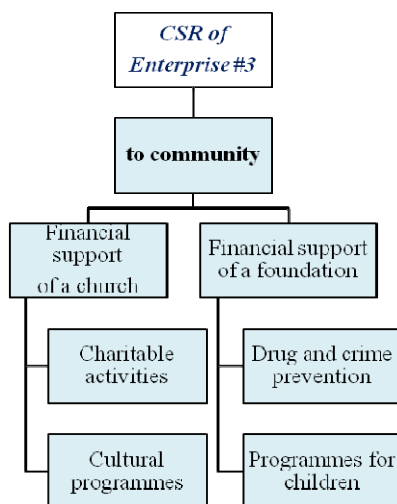 CSR of
Enterprise #3
to community
Financial
support
of a church
Financial support
of a foundation
Charitable
activities
Drug and crime
prevention
Cultural
programmes
Programmes for
children